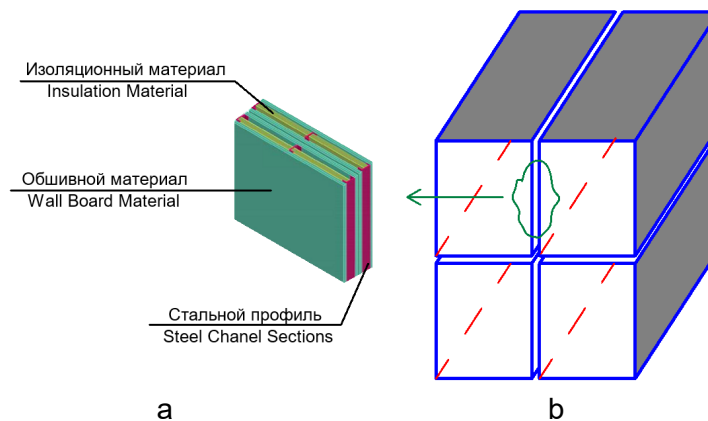 Изоляционный материал
Insulation Material
Обшивной материал
Wall Board Material
Стальной профиль
Steel Chanel Sections
a
b